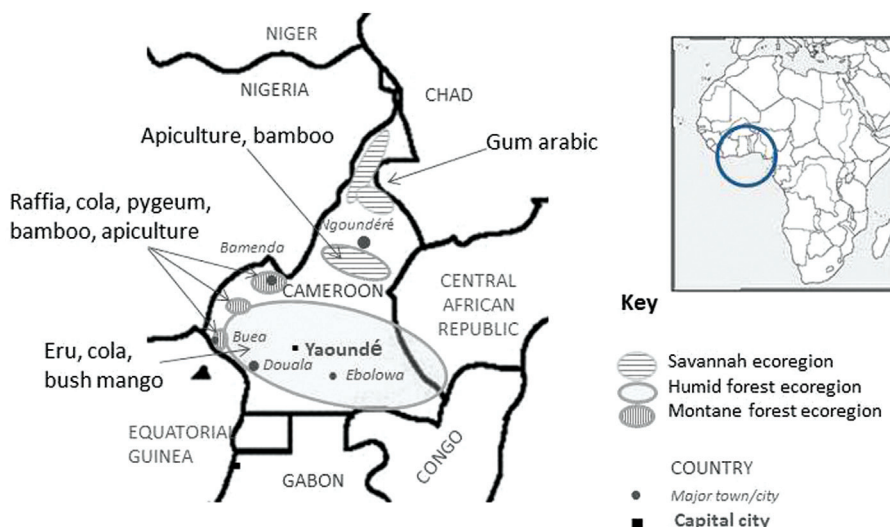 NIGER
NIGERIA
CHAD
Apiculture, bamboo
Gum arabic
Raffia, cola, pygeum,
bamboo, apiculture
Ngoundéré
Bamenda
CAMEROON
CENTRAL
AFRICAN
REPUBLIC
Eru, cola,
bush mango
Buea
Yaoundé
Douala
Ebolowa
EQUATORIAL
GUINEA
GABON
CONGO
Key
Savannah ecoregion
Humid forest ecoregion
Montane forest ecoregion
COUNTRY
Major town/city
Capital city